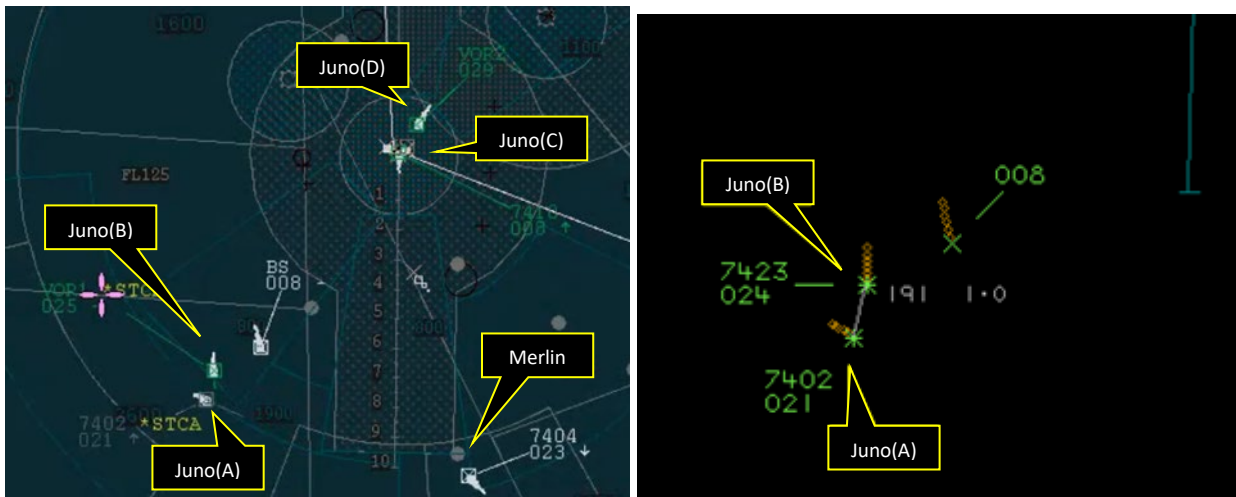 1600
1100
Juno(D)
VOR2
029
Juno(C)
FL125
1
7410
008 ↑
2
Juno(B)
3
BS
008
4
*STCA
025
5
6
Merlin
7
8
1900
7402 *STCA
021 ↑
9
7404
023 ↓
10
Juno(A)
Juno(B)
008
7423
024
191 1.0
7402
021
Juno(A)